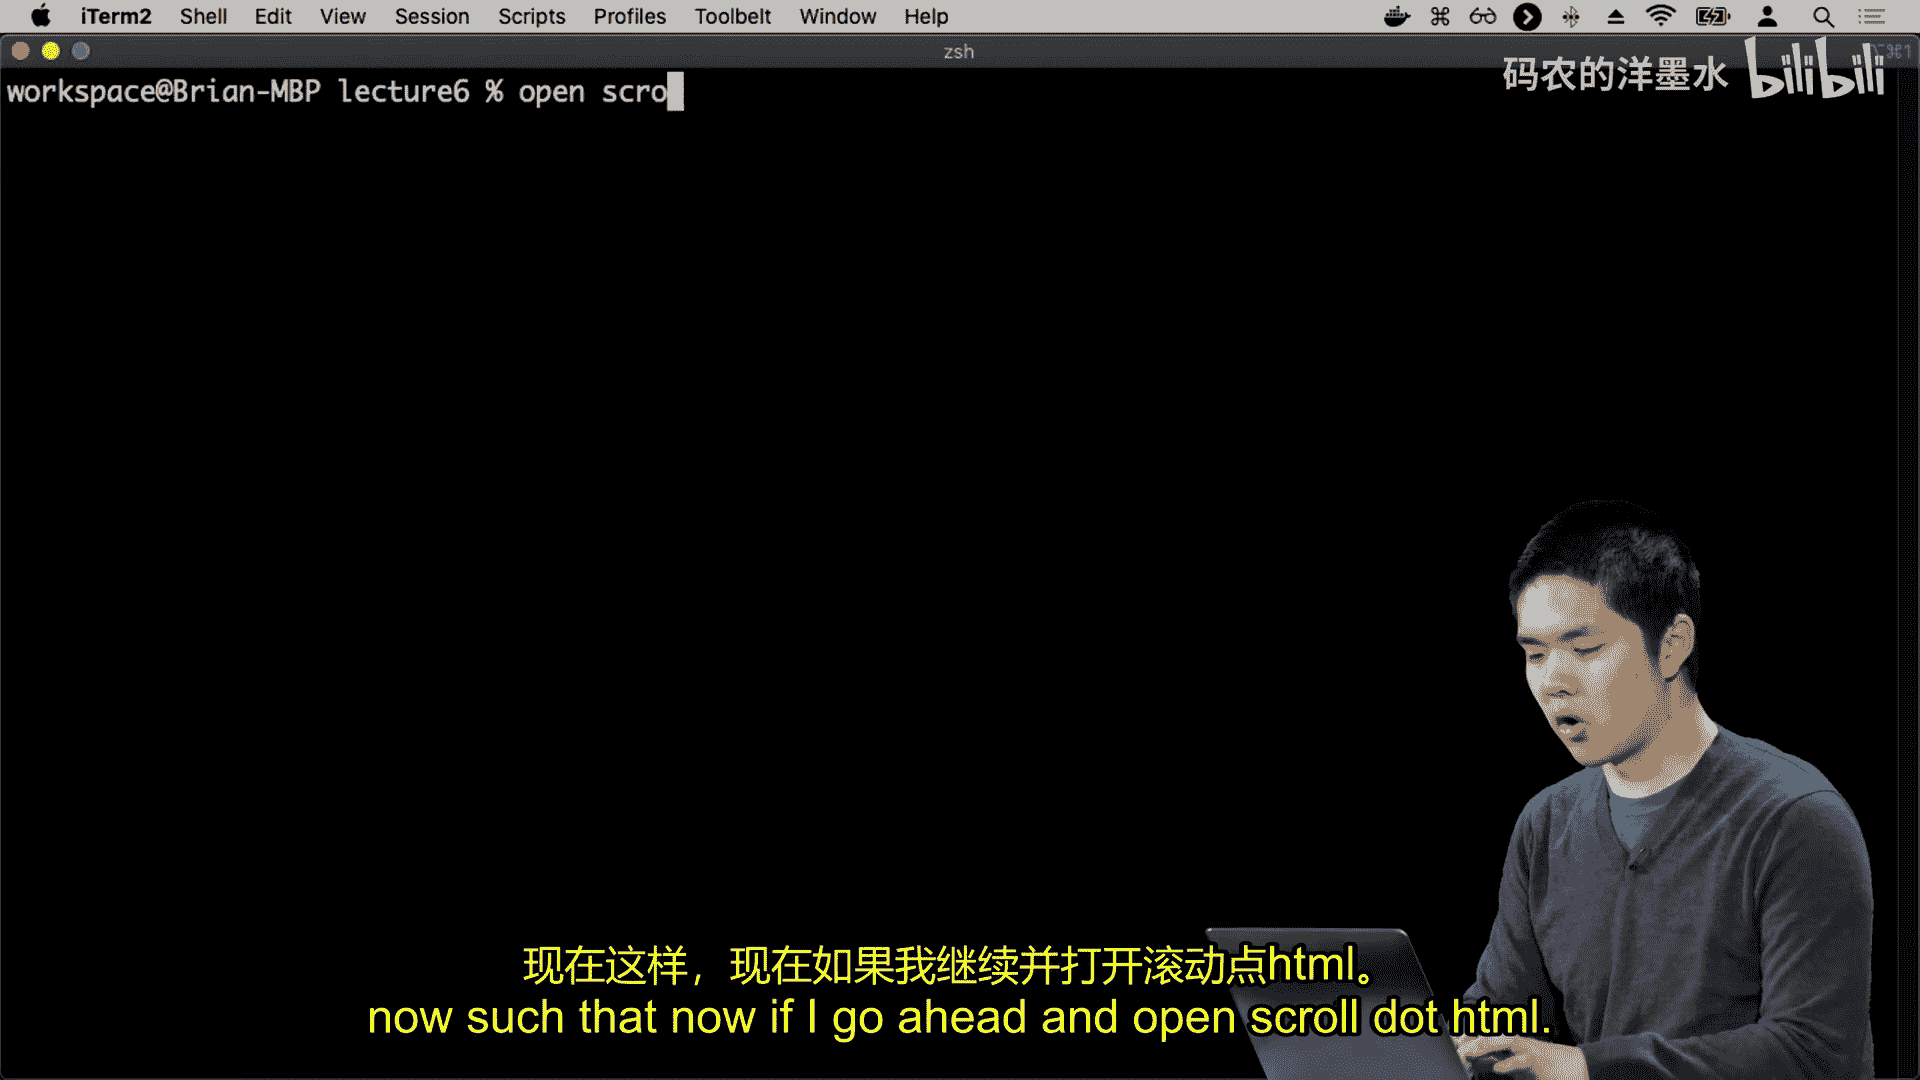 iTerm2 Shell Edit View Session Scripts Profiles Toolbelt Window Help
zsh
⌥⌘1
码农的洋墨水 bilibili
workspace@Brian-MBP lecture6 % open scro
现在这样，现在如果我继续并打开滚动点html。
now such that now if I go ahead and open scroll dot html.